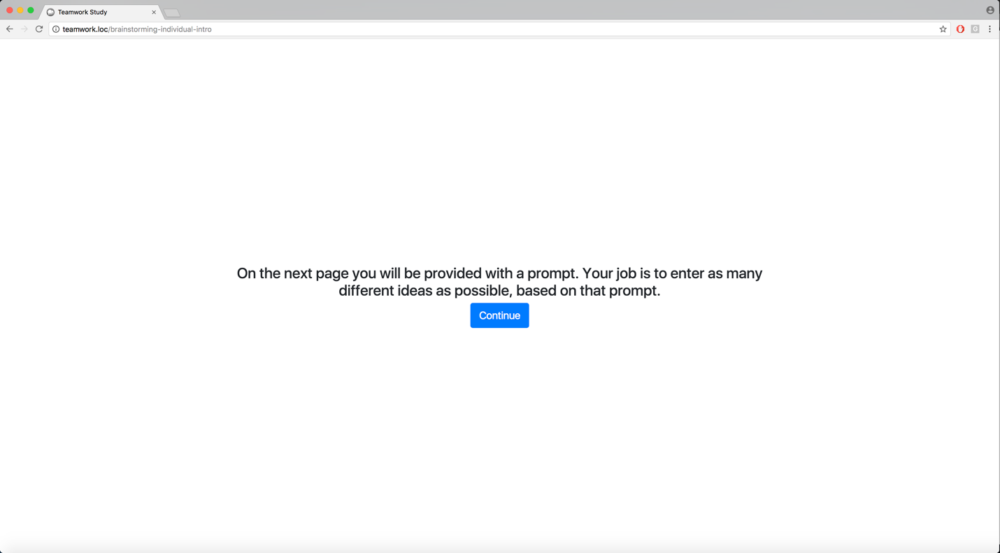 Teamwork Study
teamwork.loc/brainstorming-individual-intro
G
On the next page you will be provided with a prompt. Your job is to enter as many
different ideas as possible, based on that prompt.
Continue